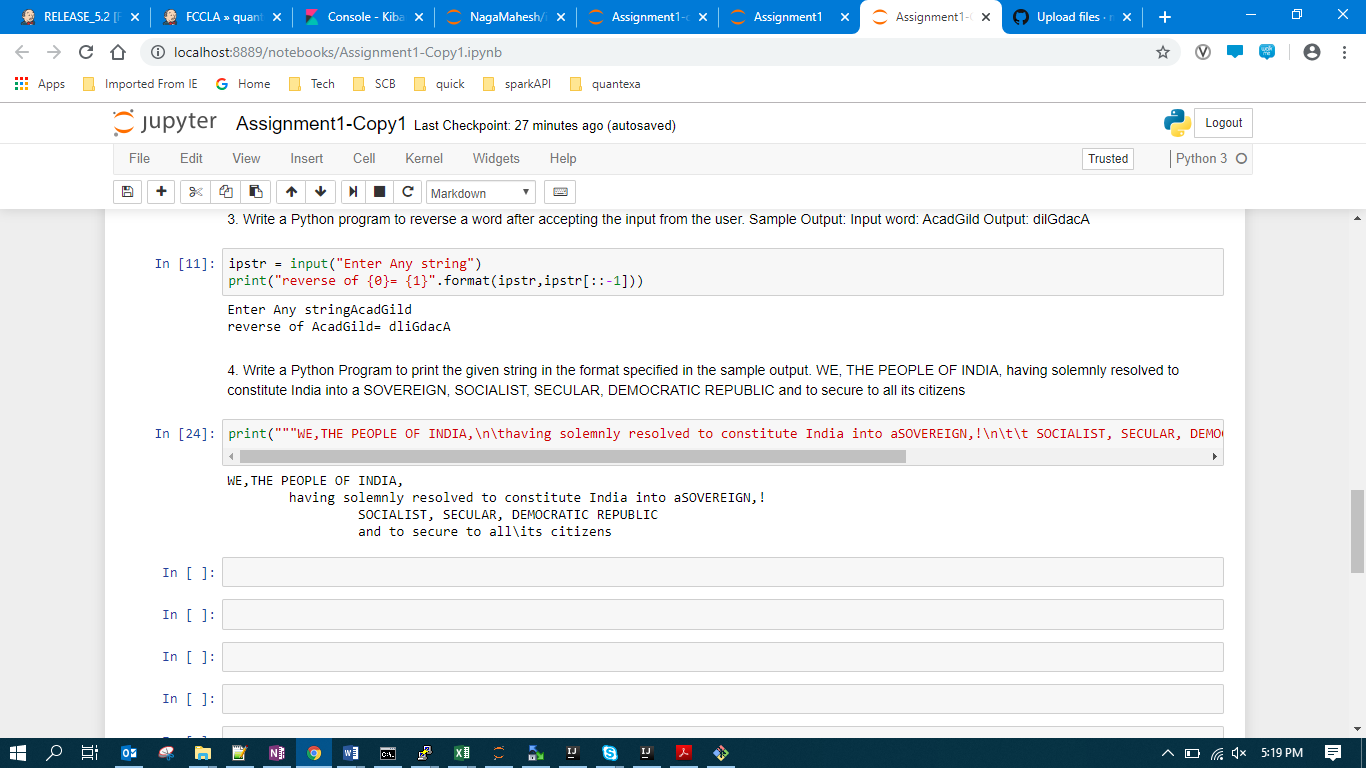 RELEASE_5.2 [F
FCCLA » quant
Console - Kiba
NagaMahesh/
Assignment1-c
Assignment1
Assignment1-C
Upload files · n
localhost:8889/notebooks/Assignment1-Copy1.ipynb
Apps Imported From IE Home Tech SCB quick sparkAPI quantexa
jupyter Assignment1-Copy1 Last Checkpoint: 27 minutes ago (autosaved) Logout
File Edit View Insert Cell Kernel Widgets Help Trusted Python 3
Markdown
3. Write a Python program to reverse a word after accepting the input from the user. Sample Output: Input word: AcadGild Output: dilGdacA
In [11]: ipstr = input("Enter Any string")
print("reverse of {0}= {1}".format(ipstr,ipstr[::-1]))
Enter Any stringAcadGild
reverse of AcadGild= dliGdacA
4. Write a Python Program to print the given string in the format specified in the sample output. WE, THE PEOPLE OF INDIA, having solemnly resolved to
constitute India into a SOVEREIGN, SOCIALIST, SECULAR, DEMOCRATIC REPUBLIC and to secure to all its citizens
In [24]: print("""WE,THE PEOPLE OF INDIA,\n\thaving solemnly resolved to constitute India into aSOVEREIGN,!\n\t\t SOCIALIST, SECULAR, DEMO
WE,THE PEOPLE OF INDIA,
having solemnly resolved to constitute India into aSOVEREIGN,!
SOCIALIST, SECULAR, DEMOCRATIC REPUBLIC
and to secure to all\its citizens
In [ ]:
In [ ]:
In [ ]:
In [ ]:
5:19 PM